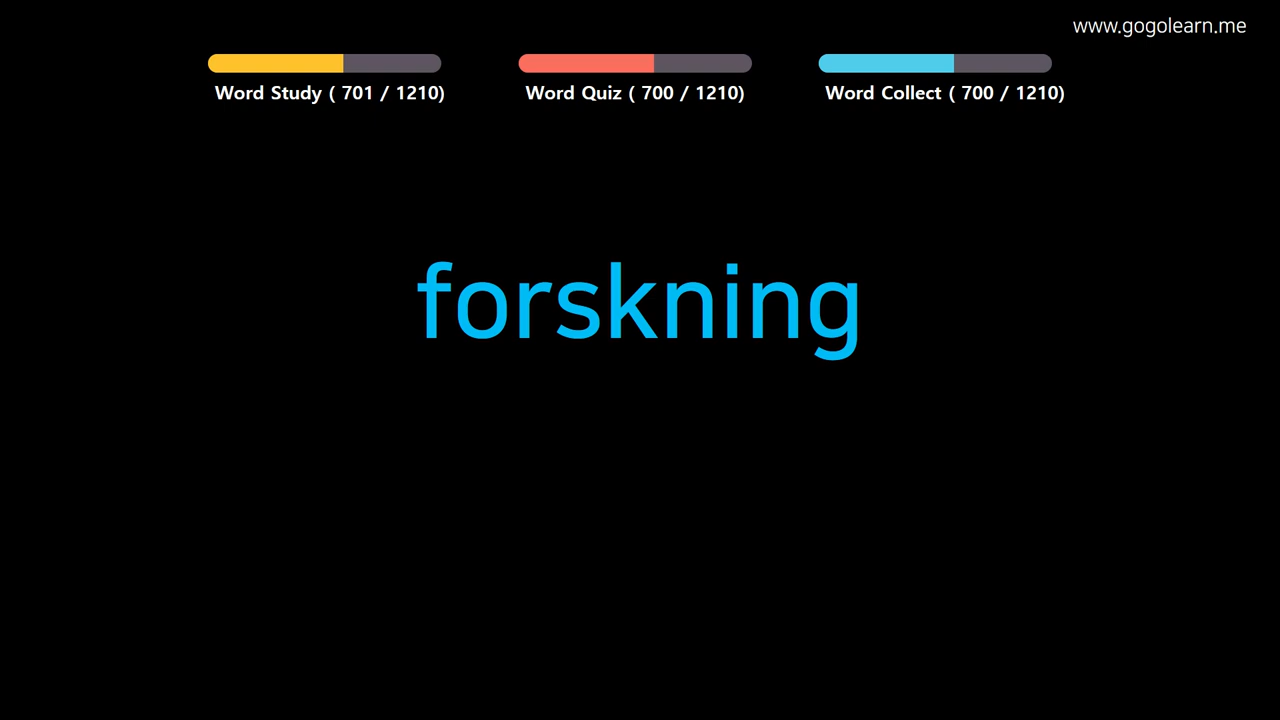 www.gogolearn.me
Word Study ( 701 / 1210)
Word Quiz ( 700 / 1210)
Word Collect ( 700 / 1210)
forskning